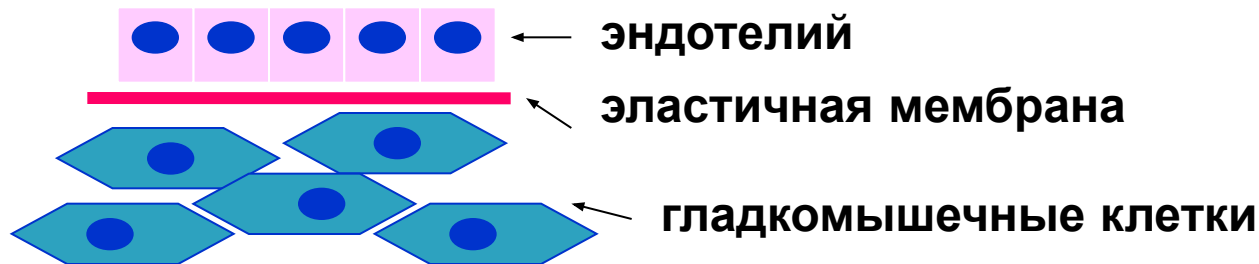 эндотелий
эластичная мембрана
гладкомышечные клетки